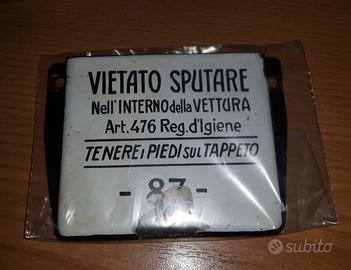 VIETATO SPUTARE
Nell'INTERNO della VETTURA
Art. 476 Reg. d'Igiene
TENERE I PIEDI SUL TAPPETO
- 87 -
subito